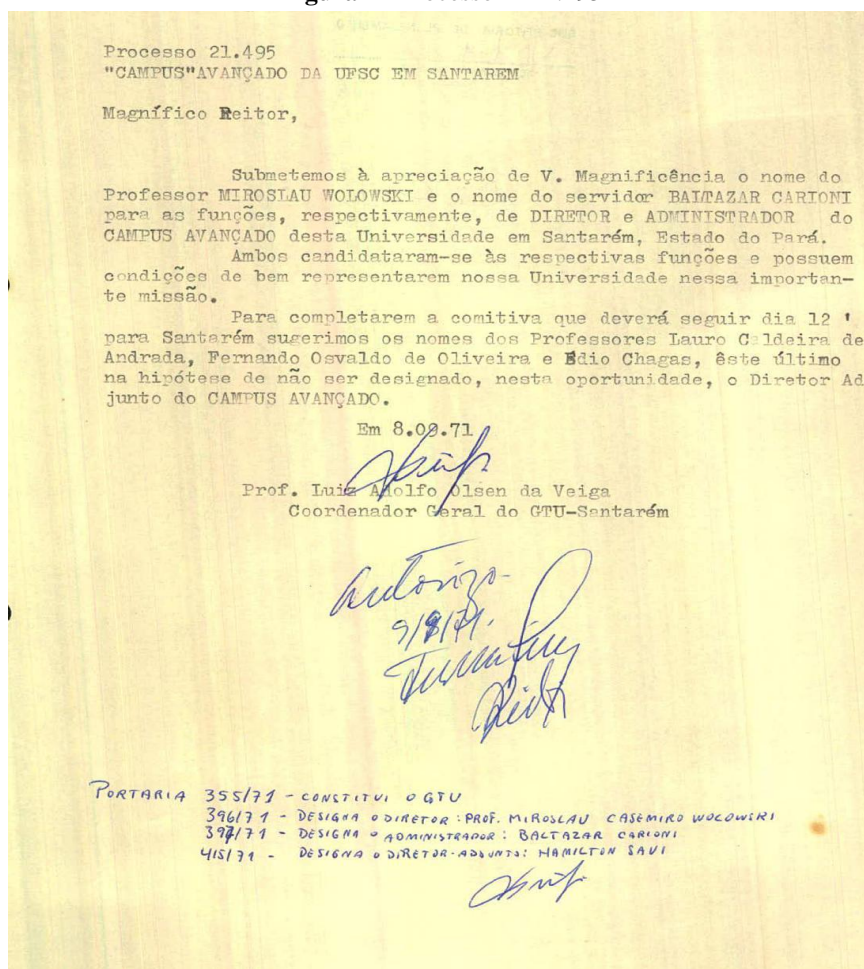 Processo 21.495
"CAMPUS"AVANÇADO DA UFSC EM SANTAREM
Magnífico Reitor,
Submetemos à apreciação de V. Magnificência o nome do
Professor MIROSLAU WOLOWSKI e o nome do servidor BALTAZAR CARIONI
para as funções, respectivamente, de DIRETOR e ADMINISTRADOR do
CAMPUS AVANÇADO desta Universidade em Santarém, Estado do Pará.
Ambos candidataram-se às respectivas funções e possuem
condições de bem representarem nossa Universidade nessa importan-
te missão.
Para completarem a comitiva que deverá seguir dia 12 '
para Santarém sugerimos os nomes dos Professores Lauro Caldeira de
Andrada, Fernando Osvaldo de Oliveira e Édio Chagas, êste último
na hipótese de não ser designado, nesta oportunidade, o Diretor Ad
junto do CAMPUS AVANÇADO.
Em 8.09.71
Prof. Luiz Adolfo Olsen da Veiga
Coordenador Geral do GTU-Santarém
Autorizo-
9/9/71.
PORTARIA 355/71 - CONSTITUI O GTU
396/71 - DESIGNA O DIRETOR: PROF. MIROSLAU CASEMIRO WOLOWSKI
397/71 - DESIGNA O ADMINISTRADOR: BALTAZAR CARIONI
415/71 - DESIGNA O DIRETOR-ADJUNTO: HAMILTON SAVI